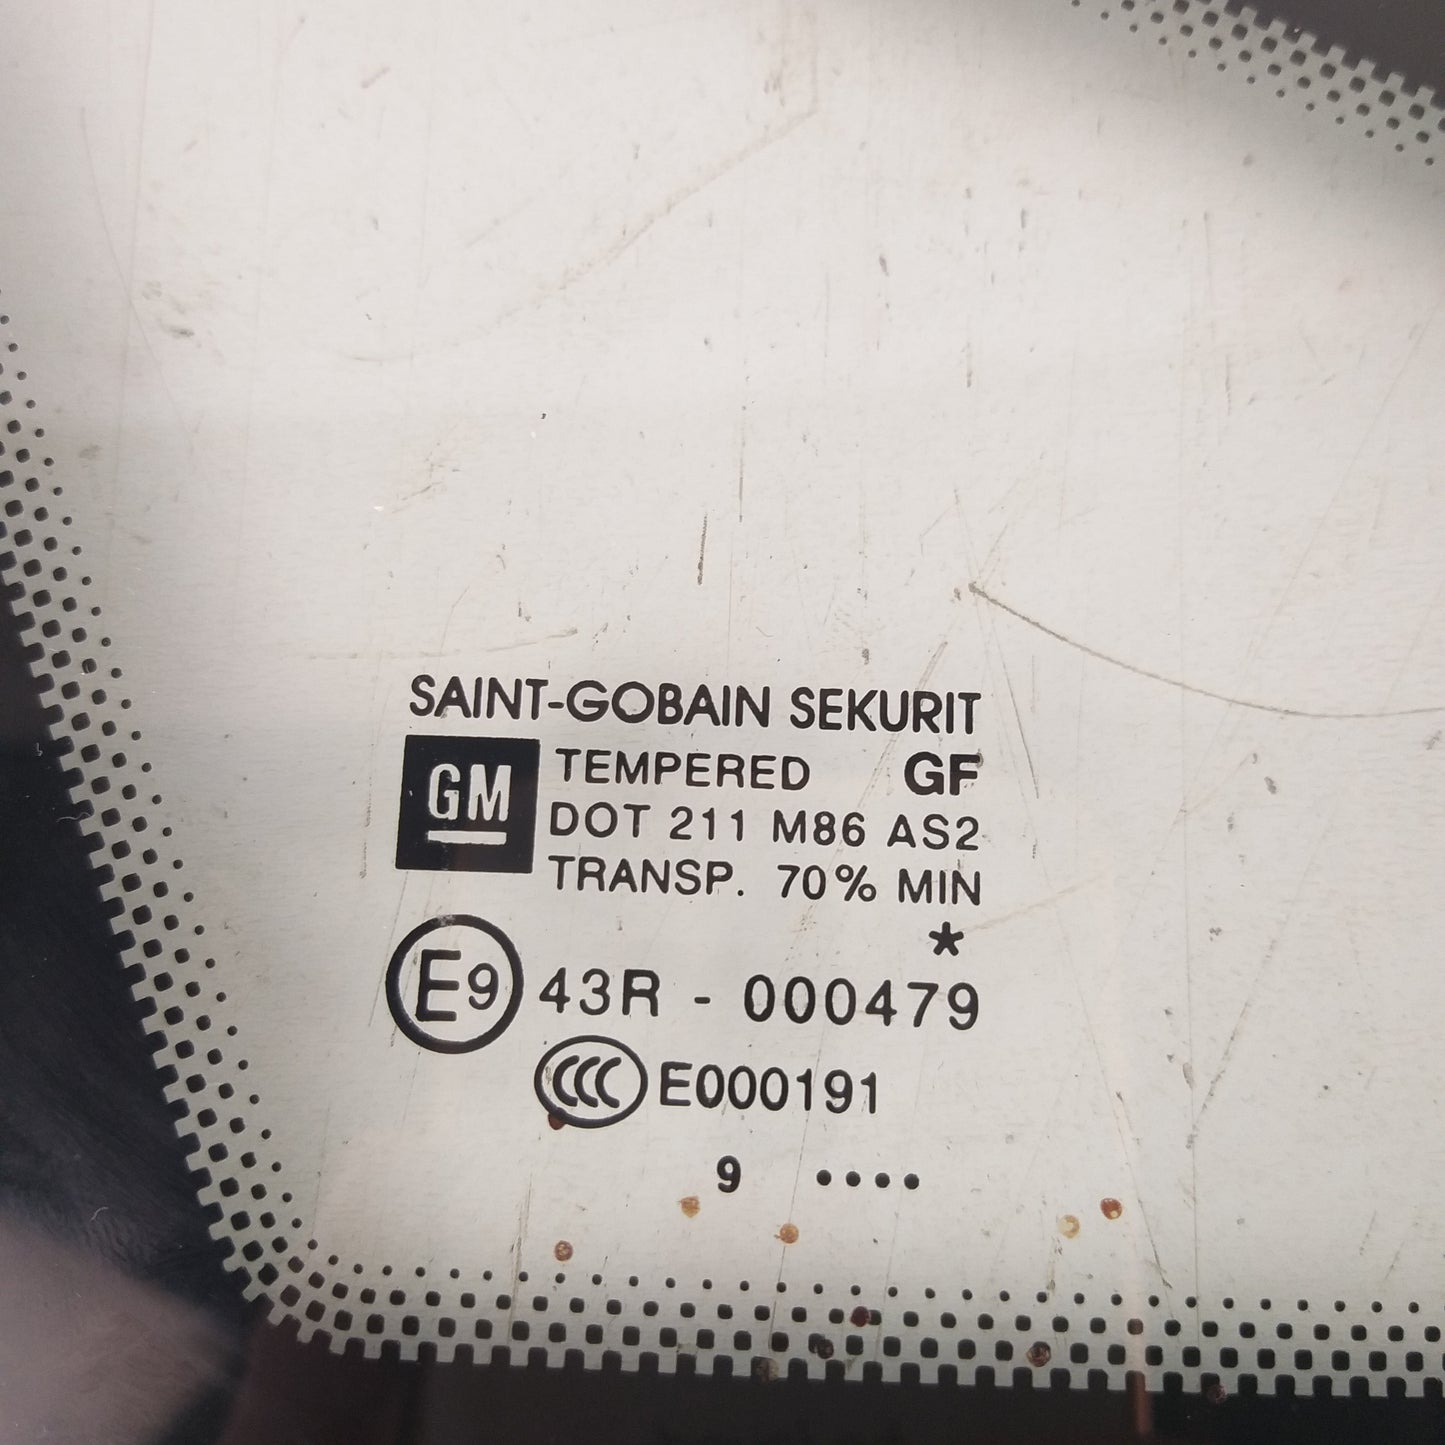 SAINT-GOBAIN SEKURIT
GM TEMPERED GF
DOT 211 M86 AS2
TRANSP. 70% MIN
*
E9 43R - 000479
CCC E000191
9 ••••